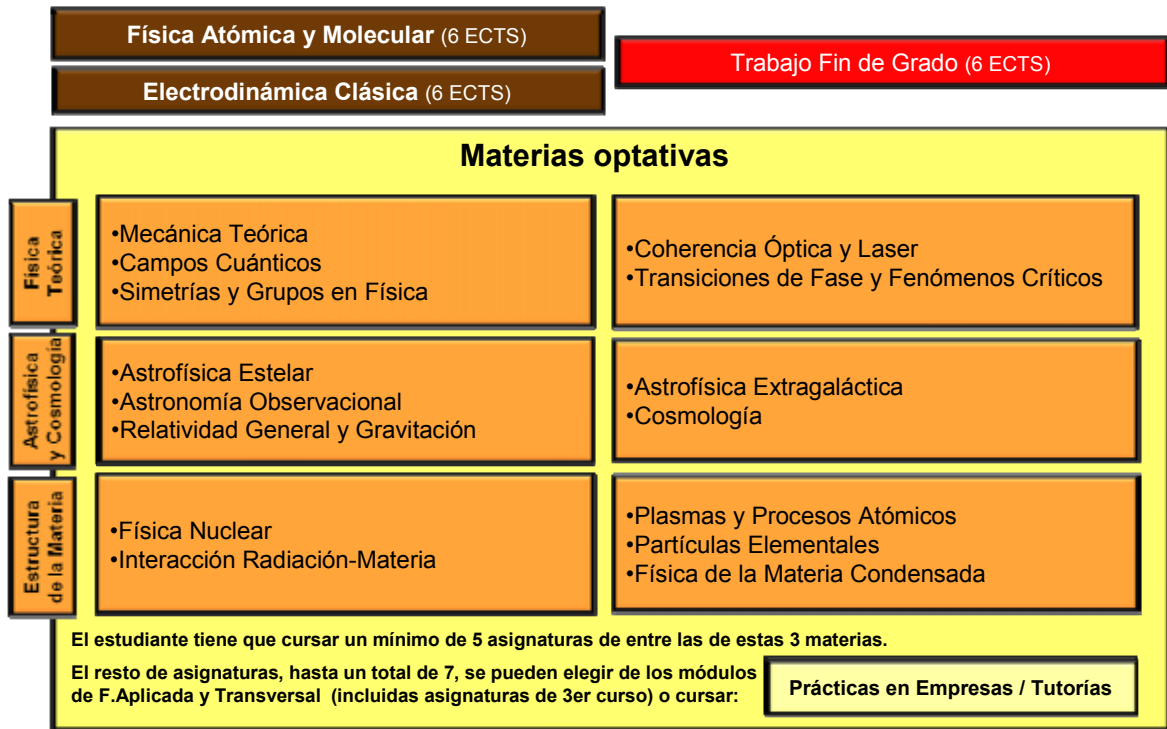 Física Atómica y Molecular (6 ECTS)
Electrodinámica Clásica (6 ECTS)
Trabajo Fin de Grado (6 ECTS)
Materias optativas
Física
Teórica
•Mecánica Teórica
•Campos Cuánticos
•Simetrías y Grupos en Física
•Coherencia Óptica y Laser
•Transiciones de Fase y Fenómenos Críticos
Astrofísica
y Cosmología
•Astrofísica Estelar
•Astronomía Observacional
•Relatividad General y Gravitación
•Astrofísica Extragaláctica
•Cosmología
Estructura
de la Materia
•Física Nuclear
•Interacción Radiación-Materia
•Plasmas y Procesos Atómicos
•Partículas Elementales
•Física de la Materia Condensada
El estudiante tiene que cursar un mínimo de 5 asignaturas de entre las de estas 3 materias.
El resto de asignaturas, hasta un total de 7, se pueden elegir de los módulos
de F.Aplicada y Transversal (incluidas asignaturas de 3er curso) o cursar:
Prácticas en Empresas / Tutorías